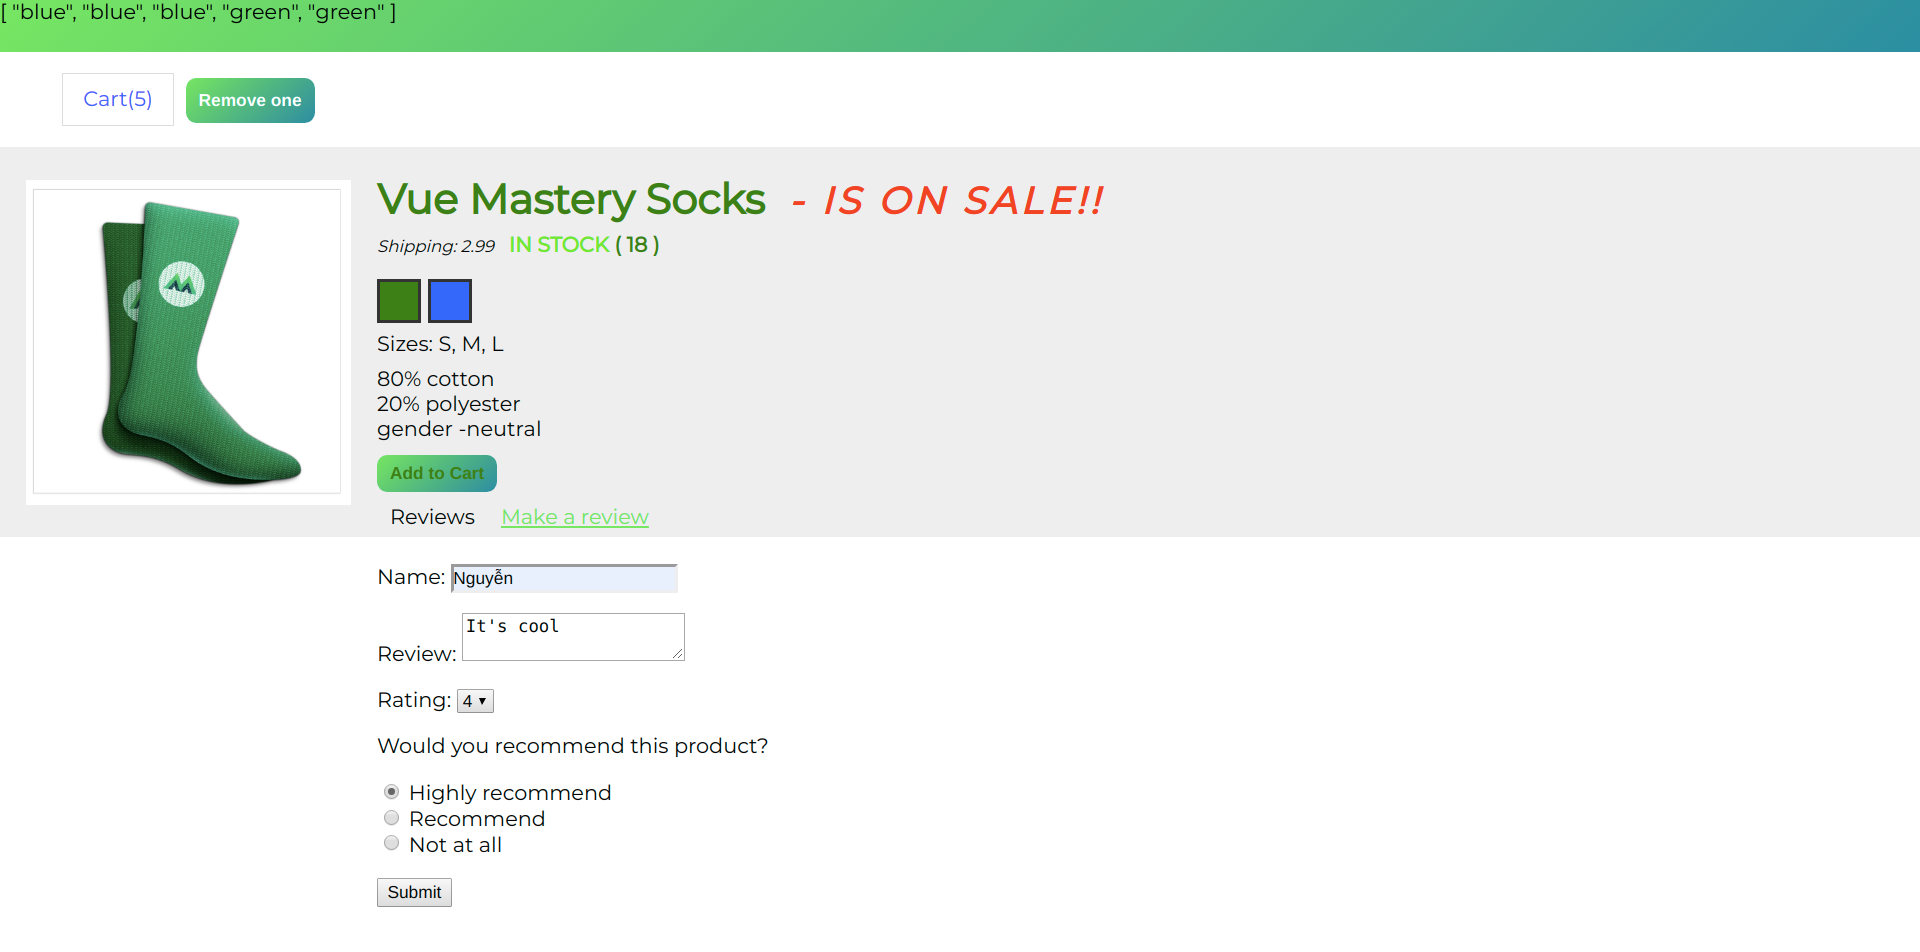 [ "blue", "blue", "blue", "green", "green" ]
Cart(5) Remove one
Vue Mastery Socks - IS ON SALE!!
Shipping: 2.99 IN STOCK ( 18 )
Sizes: S, M, L
80% cotton
20% polyester
gender -neutral
Add to Cart
Reviews Make a review
Name: Nguyễn
Review: It's cool
Rating: 4
Would you recommend this product?
Highly recommend
Recommend
Not at all
Submit